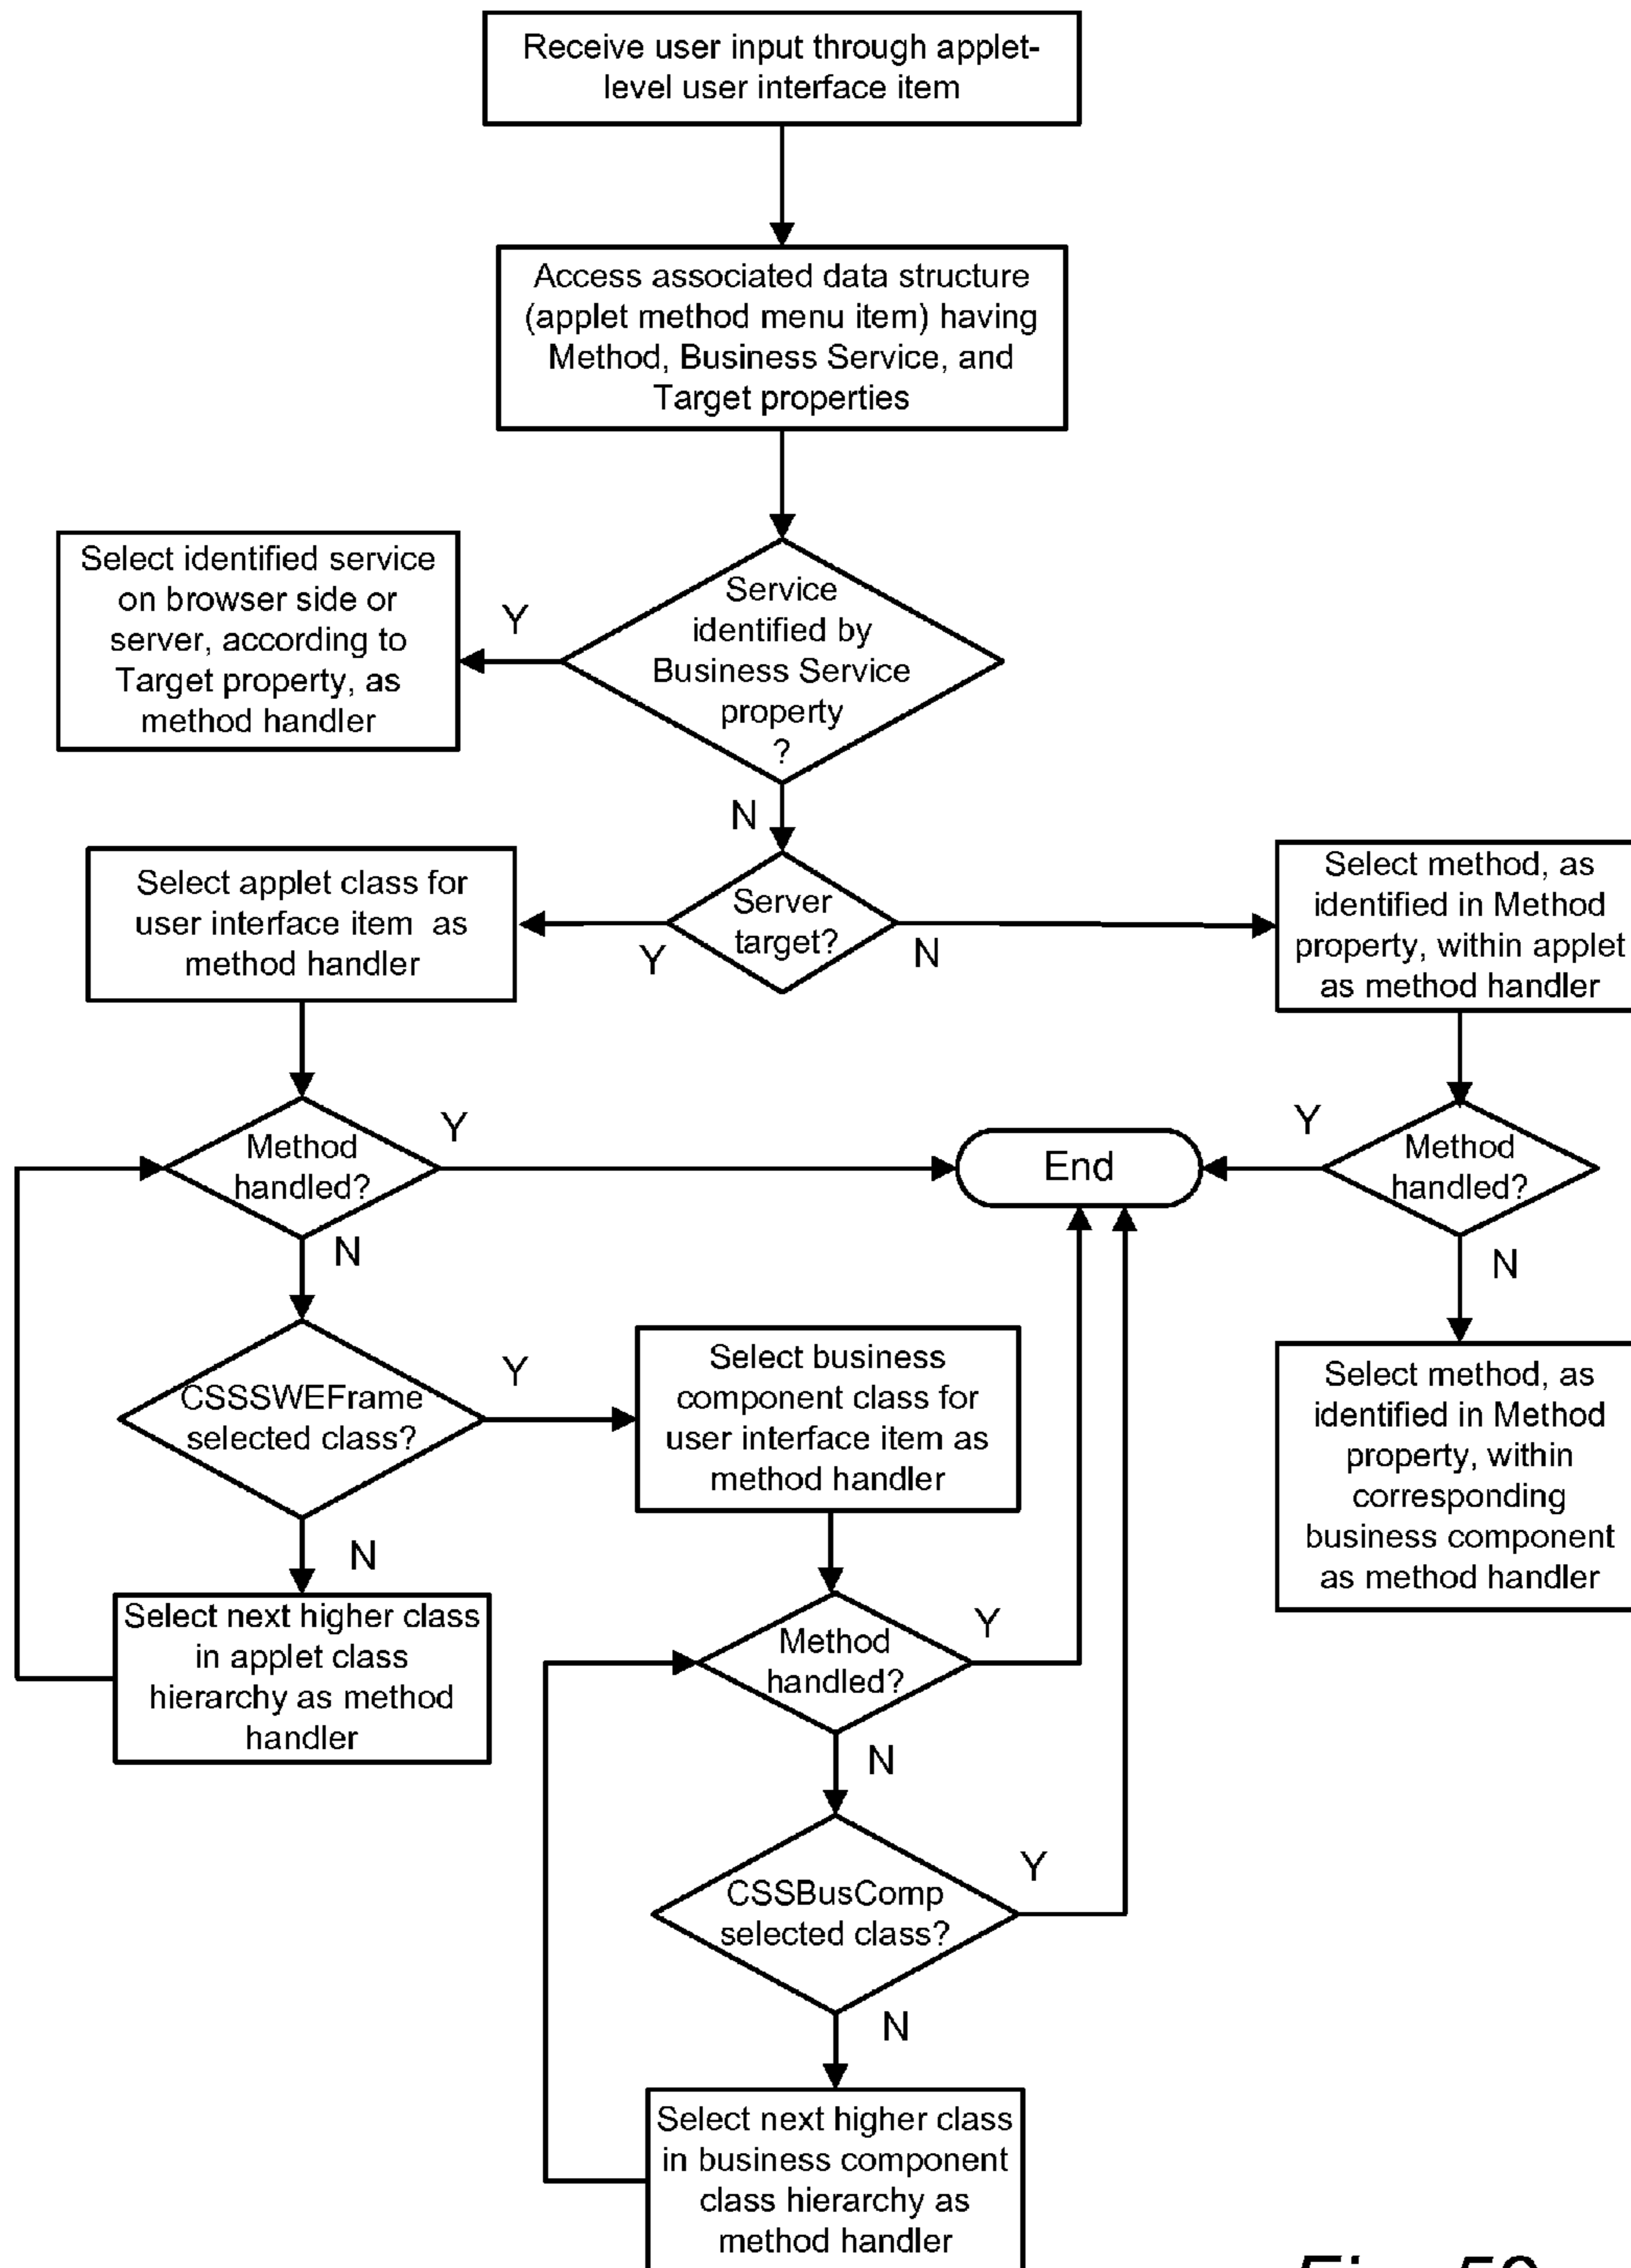 Receive user input through applet-
level user interface item
Access associated data structure
(applet method menu item) having
Method, Business Service, and
Target properties
Service
identified by
Business Service
property
?
Y
Select identified service
on browser side or
server, according to
Target property, as
method handler
N
Server
target?
Y
N
Select applet class for
user interface item as
method handler
Select method, as
identified in Method
property, within applet
as method handler
Method
handled?
Y
End
Y
Method
handled?
N
N
CSSSWEFrame
selected class?
Y
Select business
component class for
user interface item as
method handler
Select method, as
identified in Method
property, within
corresponding
business component
as method handler
N
Select next higher class
in applet class
hierarchy as method
handler
Method
handled?
Y
N
CSSBusComp
selected class?
Y
N
Select next higher class
in business component
class hierarchy as
method handler